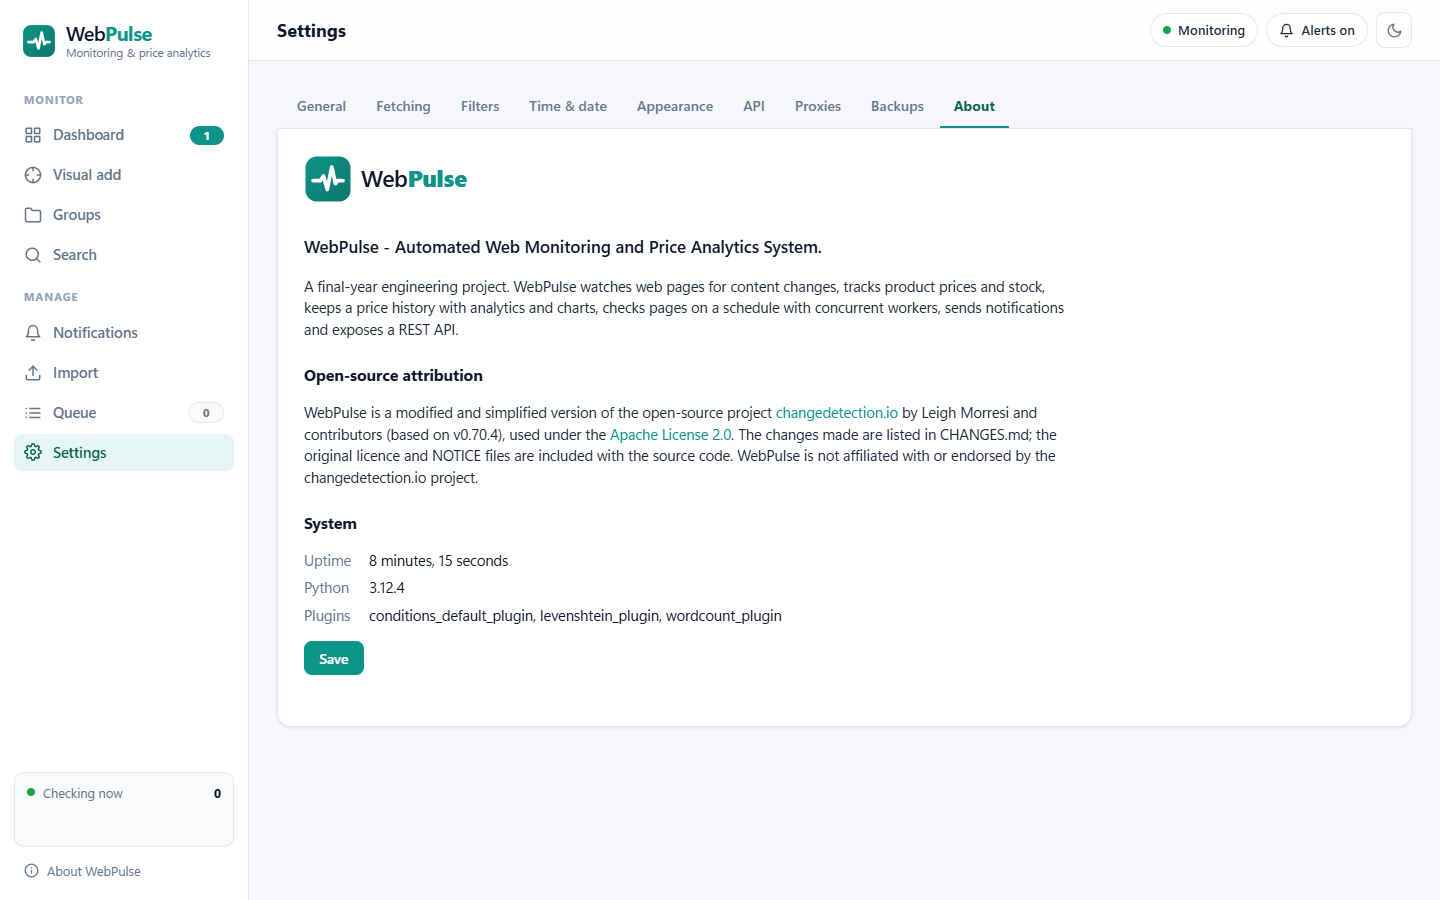 WebPulse
Monitoring & price analytics
MONITOR
Dashboard 1
Visual add
Groups
Search
MANAGE
Notifications
Import
Queue 0
Settings
Checking now 0
About WebPulse
Settings
Monitoring
Alerts on
General Fetching Filters Time & date Appearance API Proxies Backups About
WebPulse
WebPulse - Automated Web Monitoring and Price Analytics System.
A final-year engineering project. WebPulse watches web pages for content changes, tracks product prices and stock,
keeps a price history with analytics and charts, checks pages on a schedule with concurrent workers, sends notifications
and exposes a REST API.
Open-source attribution
WebPulse is a modified and simplified version of the open-source project changedetection.io by Leigh Morresi and
contributors (based on v0.70.4), used under the Apache License 2.0. The changes made are listed in CHANGES.md; the
original licence and NOTICE files are included with the source code. WebPulse is not affiliated with or endorsed by the
changedetection.io project.
System
Uptime 8 minutes, 15 seconds
Python 3.12.4
Plugins conditions_default_plugin, levenshtein_plugin, wordcount_plugin
Save